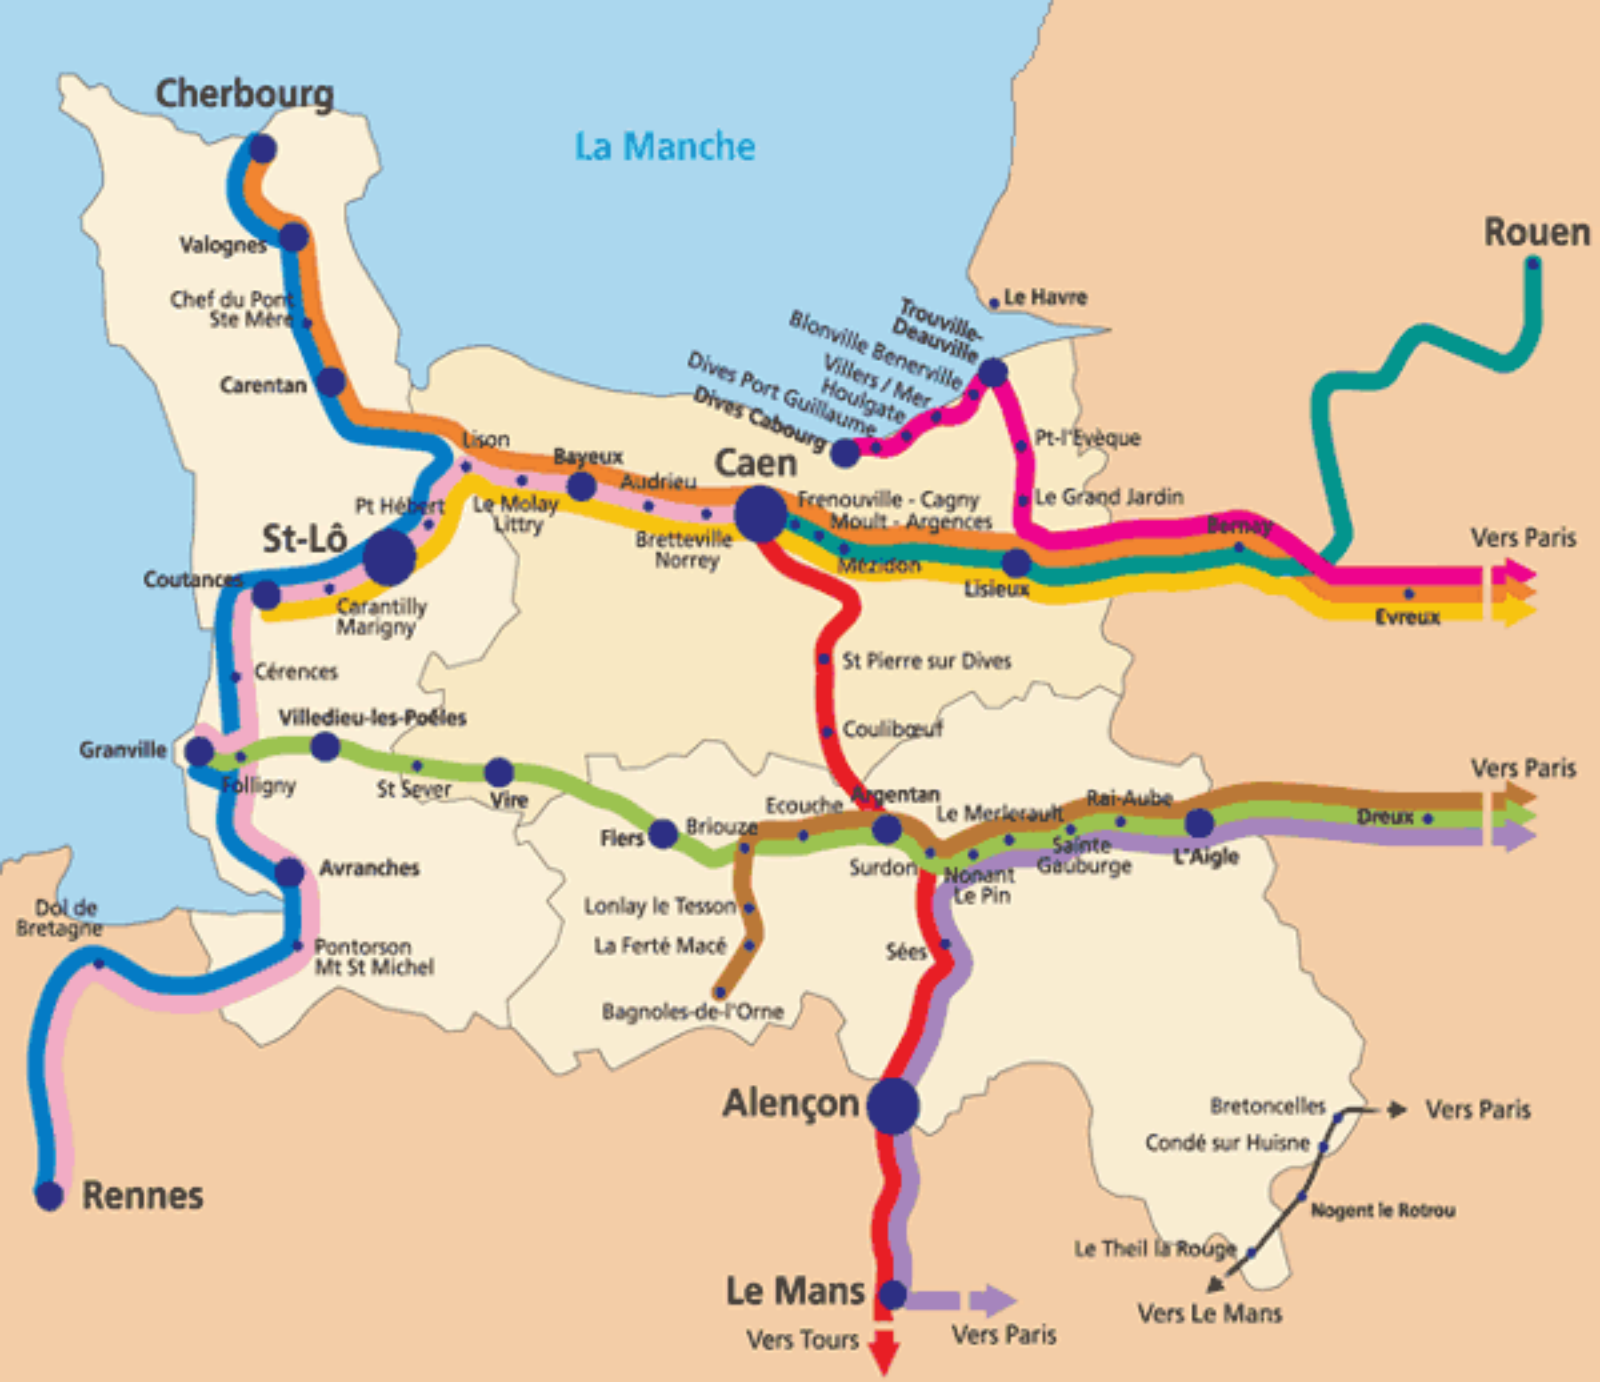 Cherbourg
La Manche
Rouen
Valognes
Chef du Pont
Ste Mère
Carentan
Le Havre
Trouville-
Deauville
Blonville Benerville
Villers / Mer
Houlgate
Dives Port Guillaume
Dives Cabourg
Pt-l'Evèque
Le Grand Jardin
Lison
Bayeux
Audrieu
Caen
Pt Hébert
Le Molay
Littry
Bretteville
Norrey
Frenouville - Cagny
Moult - Argences
Mézidon
Lisieux
Bernay
Vers Paris
Evreux
St-Lô
Coutances
Carantilly
Marigny
Cérences
St Pierre sur Dives
Coulibœuf
Villedieu-les-Poêles
Granville
Folligny
St Sever
Vire
Flers
Briouze
Ecouche
Argentan
Le Merlerault
Rai-Aube
Vers Paris
Dreux
L'Aigle
Sainte
Gauburge
Surdon
Nonant
Le Pin
Avranches
Dol de
Bretagne
Pontorson
Mt St Michel
Lonlay le Tesson
La Ferté Macé
Bagnoles-de-l'Orne
Sées
Alençon
Bretoncelles
Vers Paris
Condé sur Huisne
Nogent le Rotrou
Le Theil la Rouge
Vers Le Mans
Rennes
Le Mans
Vers Tours
Vers Paris